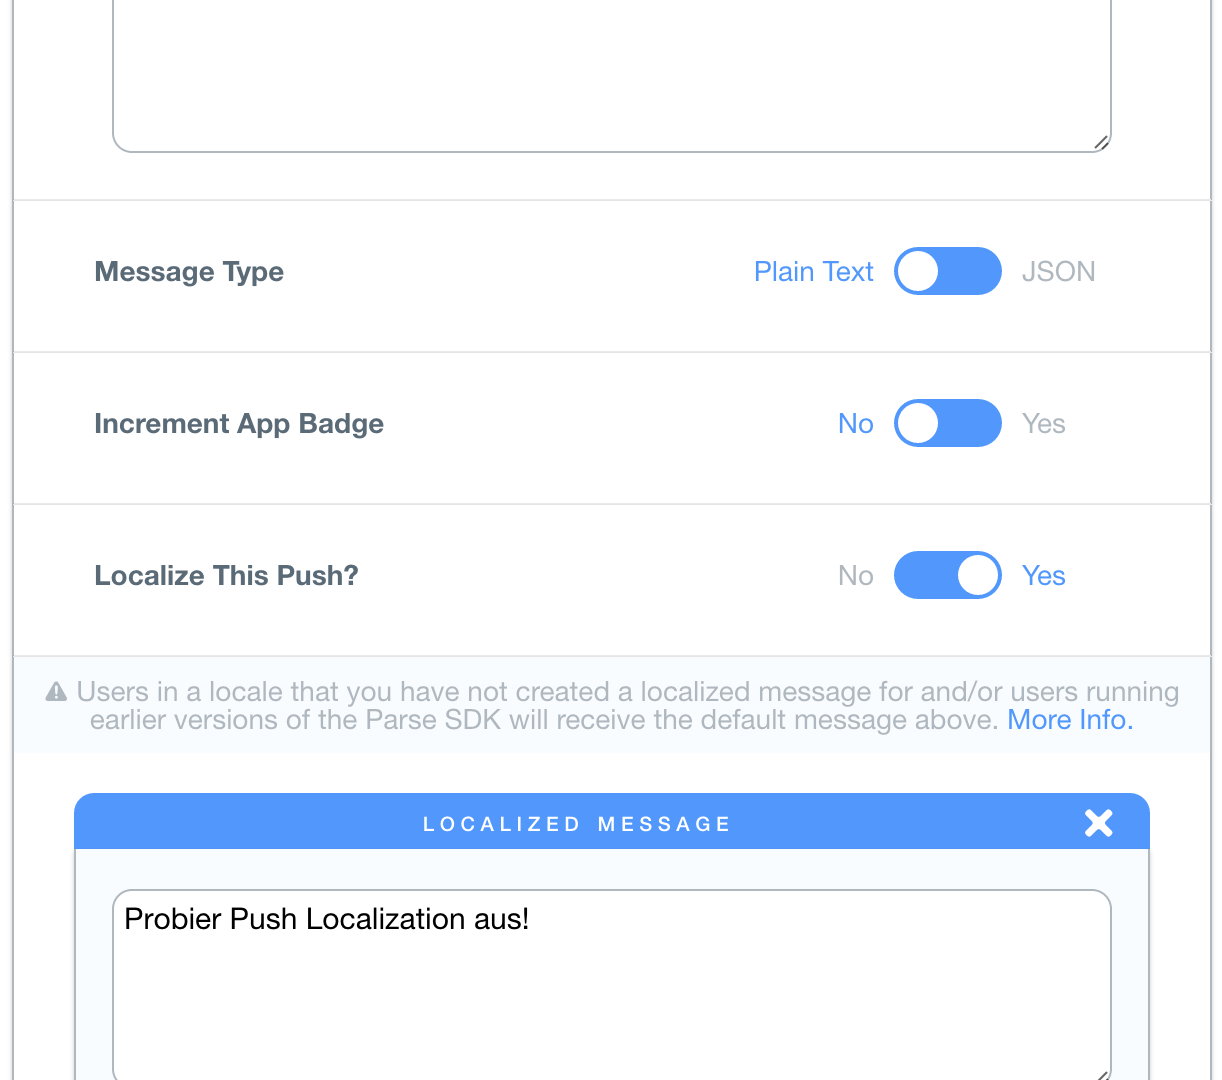 Message Type
Plain Text JSON
Increment App Badge
No Yes
Localize This Push?
No Yes
Users in a locale that you have not created a localized message for and/or users running
earlier versions of the Parse SDK will receive the default message above. More Info.
LOCALIZED MESSAGE
Probier Push Localization aus!